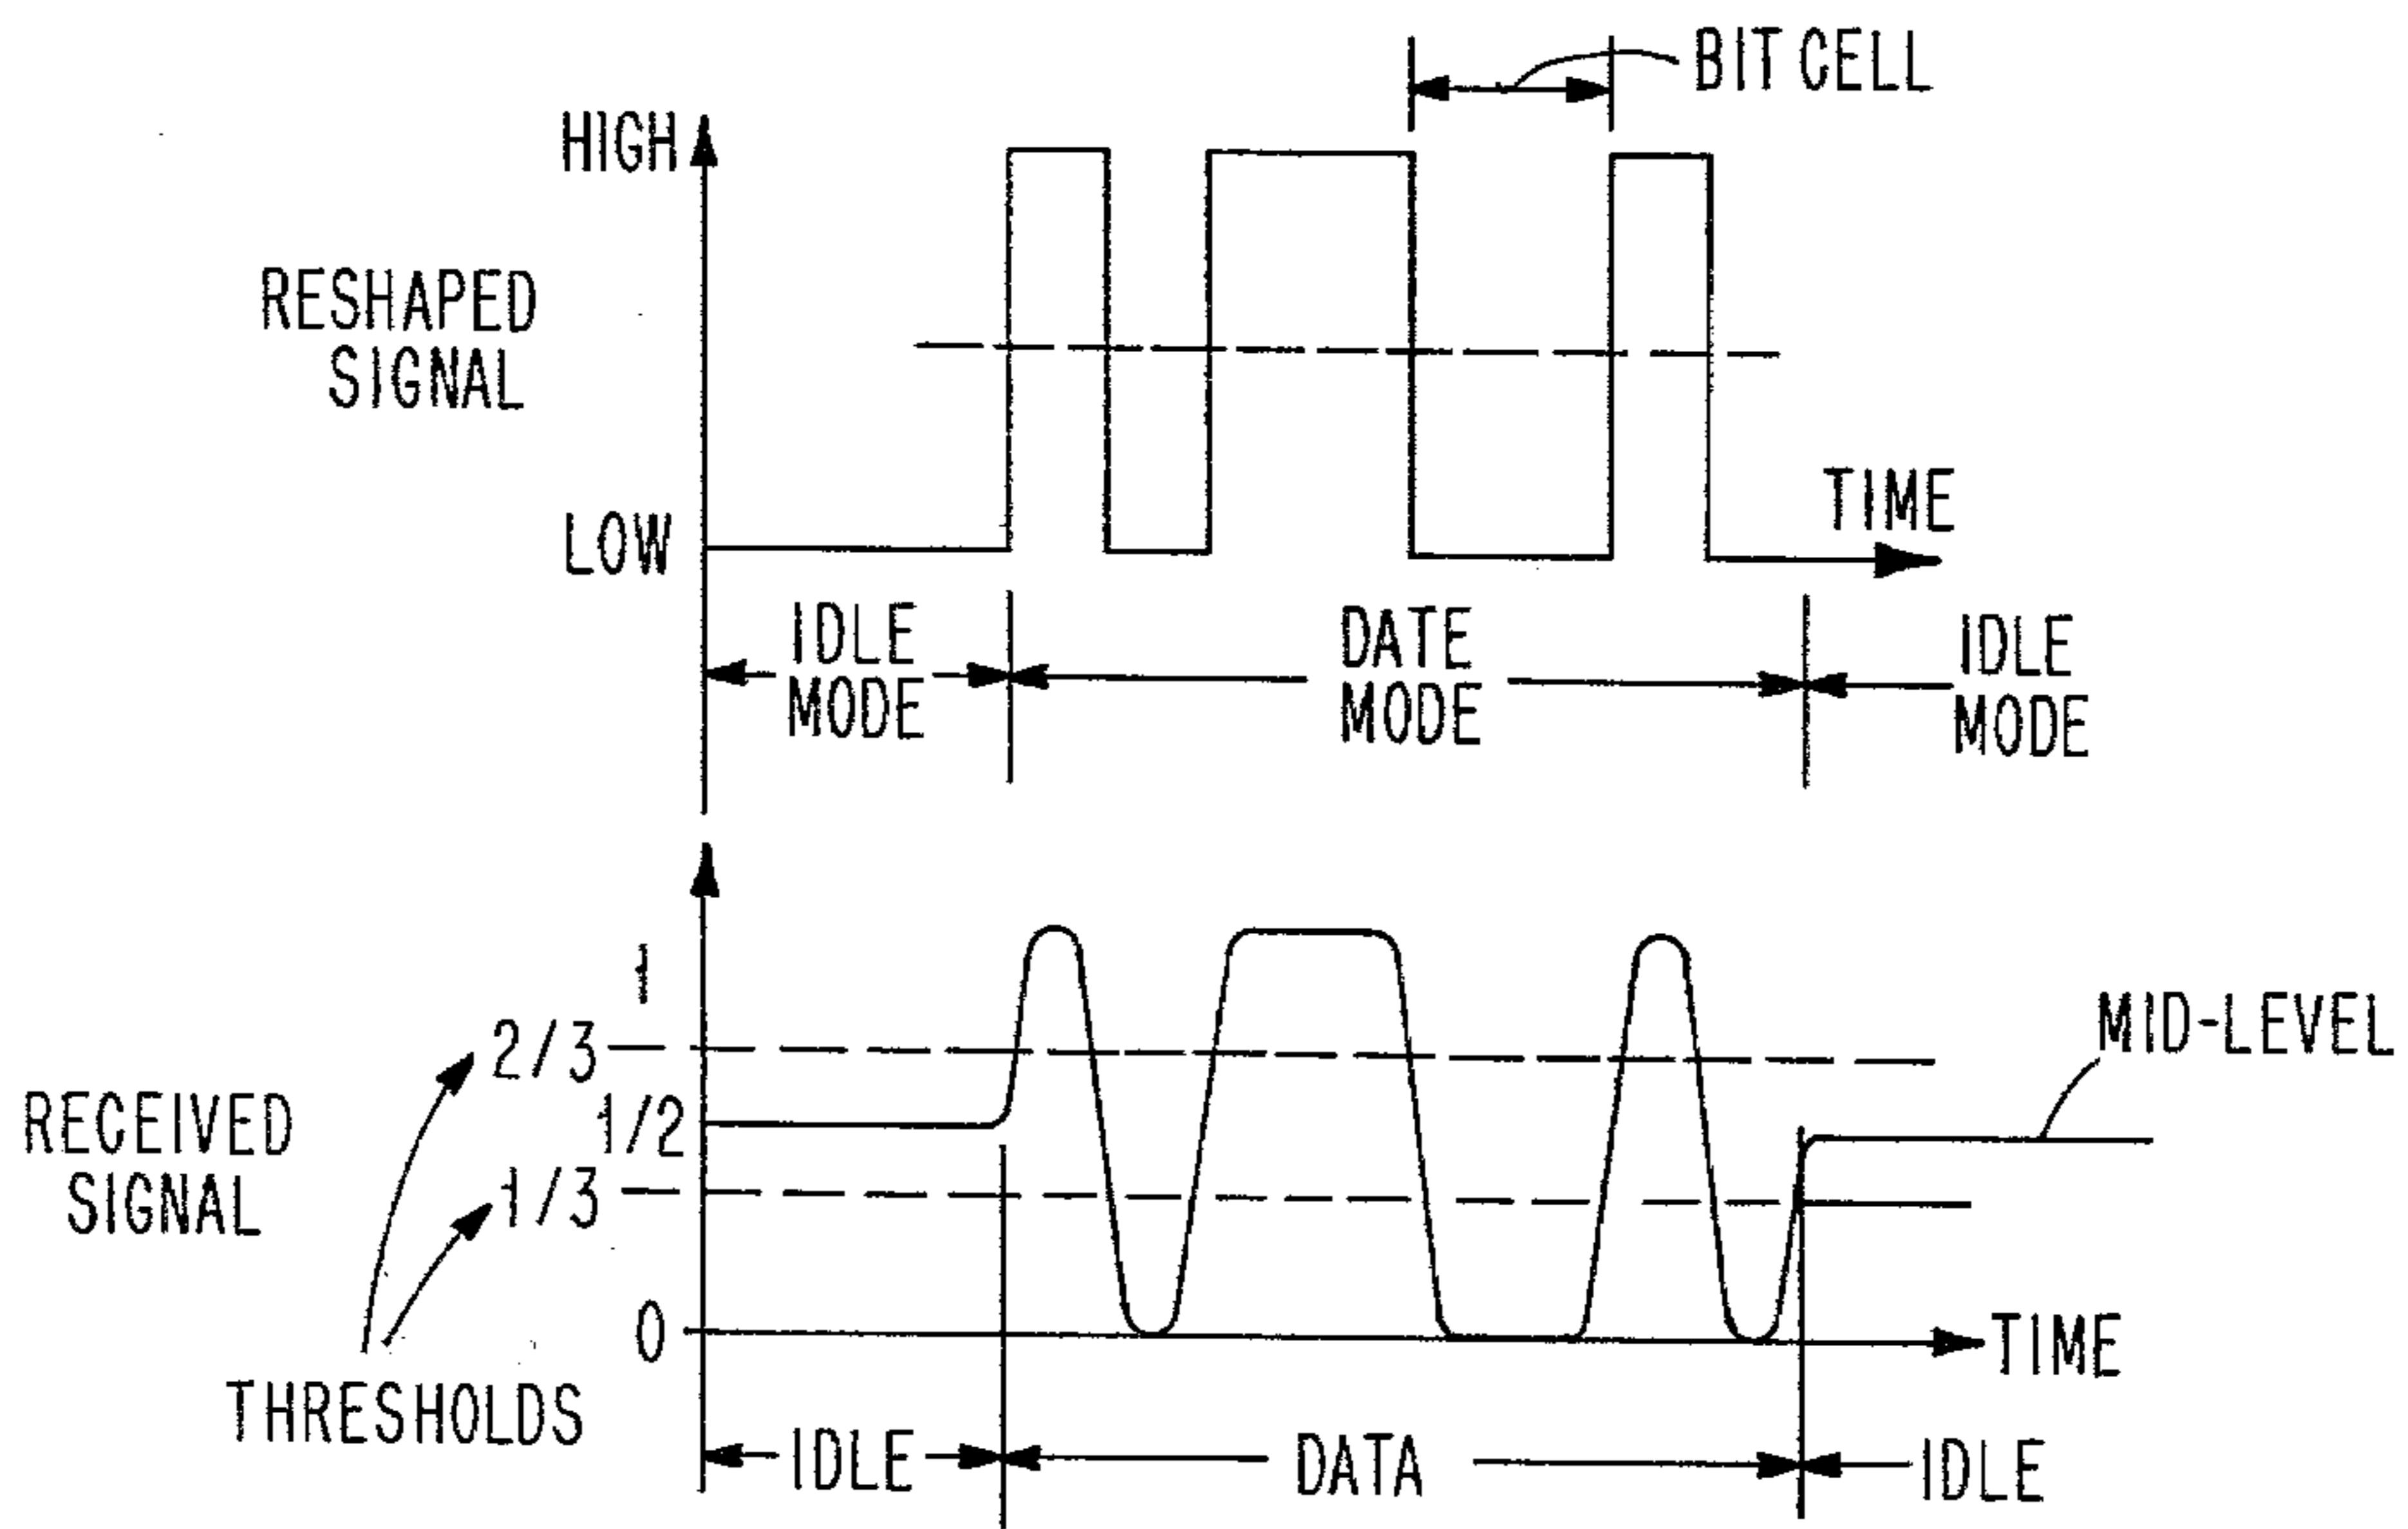 BIT CELL
HIGH
RESHAPED
SIGNAL
LOW
TIME
IDLE
MODE
DATE
MODE
IDLE
MODE
1
2/3
1/2
1/3
0
MID-LEVEL
RECEIVED
SIGNAL
THRESHOLDS
TIME
IDLE
DATA
IDLE